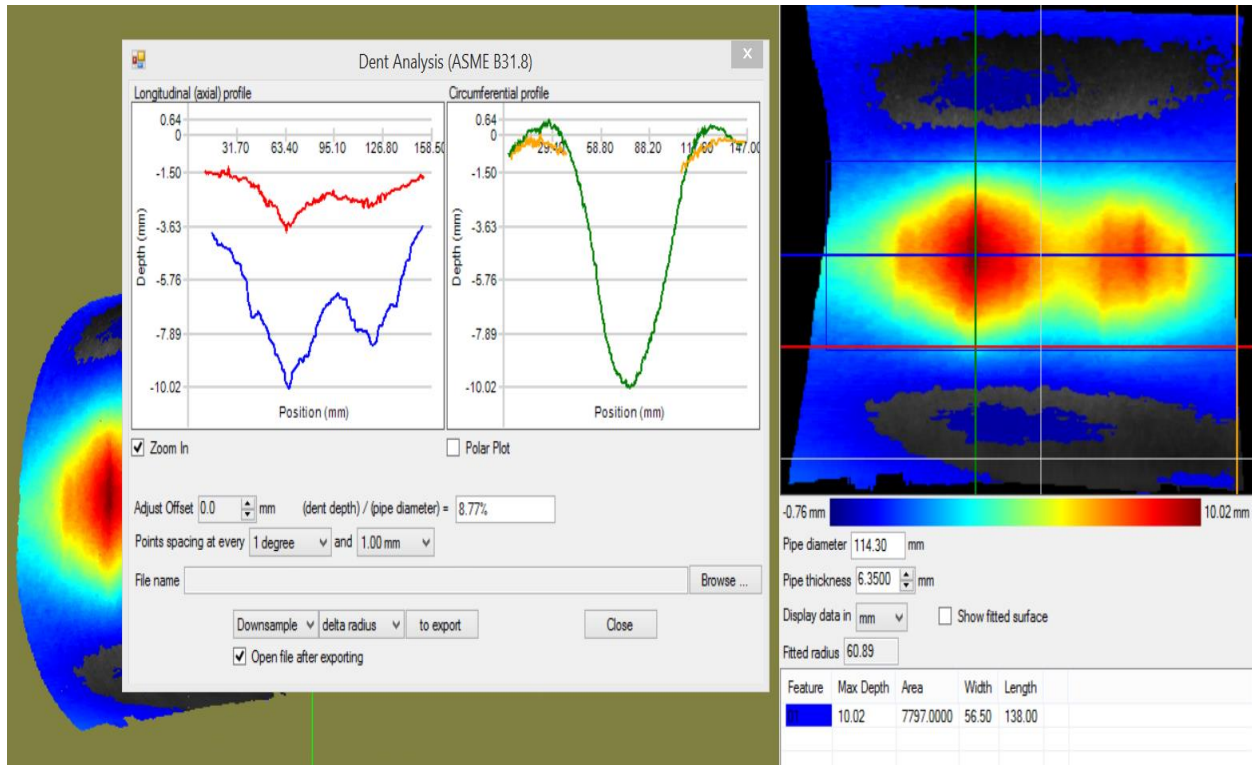 Dent Analysis (ASME B31.8)
x
Longitudinal (axial) profile
0.64
0
-1.50
-3.63
-5.76
-7.89
-10.02
31.70 63.40 95.10 126.80 158.50
Depth (mm)
Position (mm)
Circumferential profile
0.64
0
-1.50
-3.63
-5.76
-7.89
-10.02
29.40 58.80 88.20 147.00
Depth (mm)
Position (mm)
Zoom In
Polar Plot
Adjust Offset 0.0 mm (dent depth) / (pipe diameter) = 8.77%
Points spacing at every 1 degree and 1.00 mm
File name Browse ...
Downsample delta radius to export Close
Open file after exporting
-0.76 mm 10.02 mm
Pipe diameter 114.30 mm
Pipe thickness 6.3500 mm
Display data in mm Show fitted surface
Fitted radius 60.89
Feature Max Depth Area Width Length
10.02 7797.0000 56.50 138.00